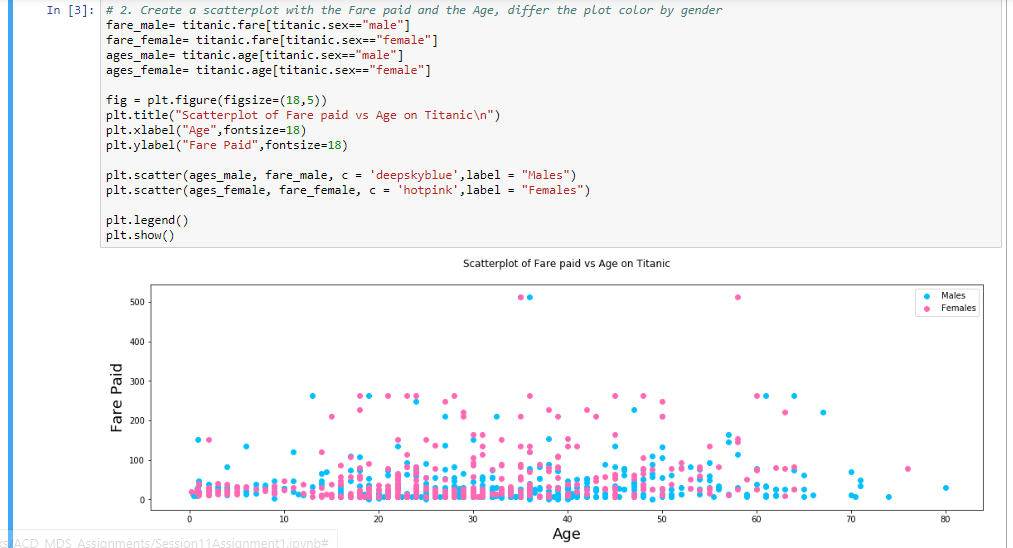 In [3]: # 2. Create a scatterplot with the Fare paid and the Age, differ the plot color by gender
fare_male= titanic.fare[titanic.sex=="male"]
fare_female= titanic.fare[titanic.sex=="female"]
ages_male= titanic.age[titanic.sex=="male"]
ages_female= titanic.age[titanic.sex=="female"]
fig = plt.figure(figsize=(18,5))
plt.title("Scatterplot of Fare paid vs Age on Titanic\n")
plt.xlabel("Age",fontsize=18)
plt.ylabel("Fare Paid",fontsize=18)
plt.scatter(ages_male, fare_male, c = 'deepskyblue',label = "Males")
plt.scatter(ages_female, fare_female, c = 'hotpink',label = "Females")
plt.legend()
plt.show()
Scatterplot of Fare paid vs Age on Titanic
Males
Females
Fare Paid
500
400
300
200
100
0
0 10 20 30 40 50 60 70 80
Age
cs/ACD_MDS_Assignments/Session11Assignment1.ipynb#